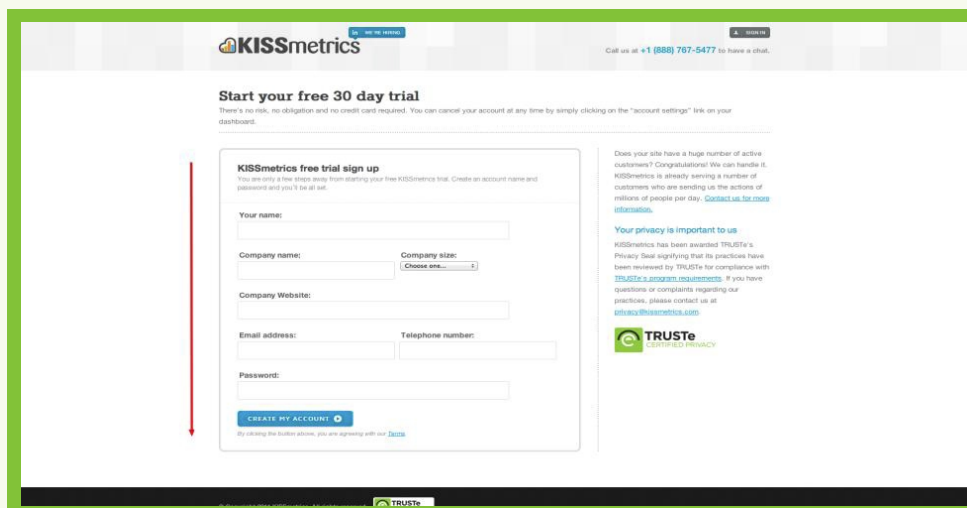 WE'RE HIRING
KISSmetrics
SIGN IN
Call us at +1 (888) 767-5477 to have a chat.
Start your free 30 day trial
There's no risk, no obligation and no credit card required. You can cancel your account at any time by simply clicking on the "account settings" link on your
dashboard.
KISSmetrics free trial sign up
You are only a few steps away from starting your free KISSmetrics trial. Create an account name and
password and you'll be all set.
Your name:
Company name:
Company size:
Choose one...
Company Website:
Email address:
Telephone number:
Password:
CREATE MY ACCOUNT
By clicking the button above, you are agreeing with our Terms
Does your site have a huge number of active
customers? Congratulations! We can handle it.
KISSmetrics is already serving a number of
customers who are sending us the actions of
millions of people per day. Contact us for more
information.
Your privacy is important to us
KISSmetrics has been awarded TRUSTe's
Privacy Seal signifying that its practices have
been reviewed by TRUSTe for compliance with
TRUSTe's program requirements. If you have
questions or complaints regarding our
practices, please contact us at
privacy@kissmetrics.com.
TRUSTe
CERTIFIED PRIVACY
TRUSTe